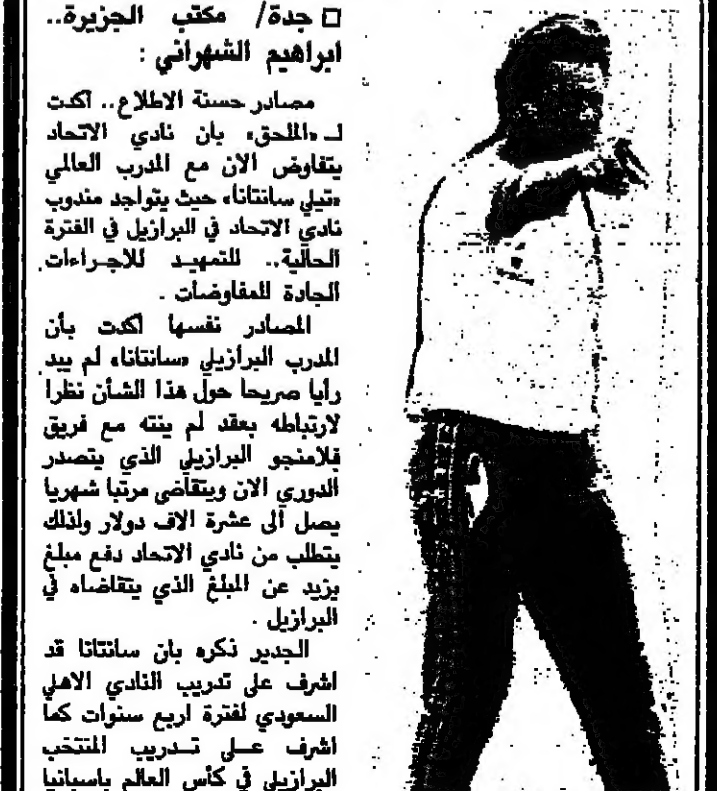 □ جدة/ مكتب الجزيرة..
ابراهيم الشهراني :
مصادر حسنة الاطلاع.. اكدت
لـ «الملحق» بان نادي الاتحاد
يتفاوض الان مع المدرب العالمي
«تيلي سانتانا» حيث يتواجد مندوب
نادي الاتحاد في البرازيل في الفترة
الحالية.. للتمهيد للاجراءات
الجادة للمفاوضات .
المصادر نفسها اكدت بأن
المدرب البرازيلي «سانتانا» لم يبد
رأيا صريحا حول هذا الشأن نظرا
لارتباطه بعقد لم ينته مع فريق
فلامنجو البرازيلي الذي يتصدر
الدوري الان ويتقاضى مرتبا شهريا
يصل الى عشرة الاف دولار ولذلك
يتطلب من نادي الاتحاد دفع مبلغ
يزيد عن المبلغ الذي يتقاضاه في
البرازيل .
الجدير ذكره بان سانتانا قد
اشرف على تدريب النادي الاهلي
السعودي لفترة اربع سنوات كما
اشرف على تدريب المنتخب
البرازيلي في كأس العالم باسبانيا